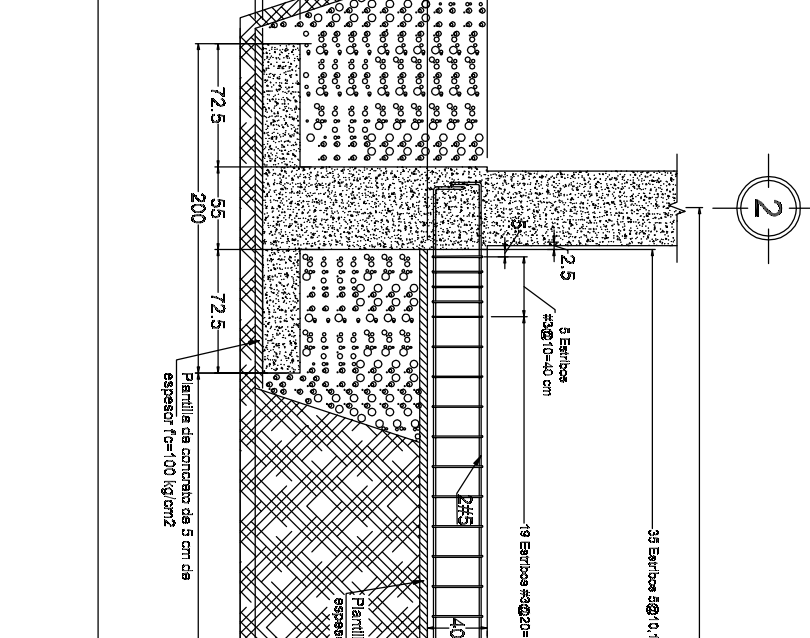 2
72.5
55
72.5
200
5
2.5
5 Estribos
#3@10=40 cm
2#5
19 Estribos #3@20=
35 Estribos 5@10,1
40
Plantilla de concreto de 5 cm de
espesor f'c=100 kg/cm2
Plantil
espes